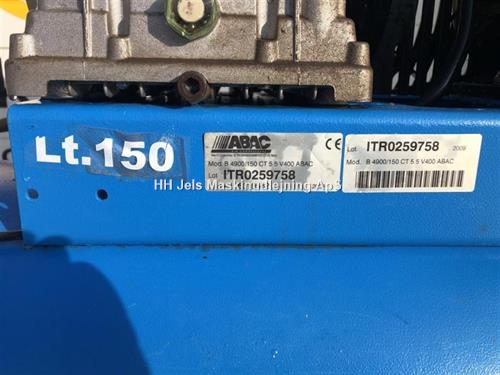 Lt.150
ABAC
Mod. B 4900/150 CT 5.5 V400 ABAC
Lot ITR0259758
Lot ITR0259758 2009
Mod. B 4900/150 CT 5.5 V400 ABAC
HH Jels Maskinudlejning ApS